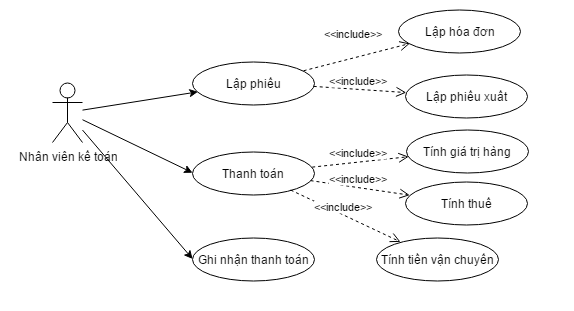 Lập hóa đơn
<<include>>
Lập phiếu
<<include>>
Lập phiếu xuất
Nhân viên kế toán
Thanh toán
<<include>>
Tính giá trị hàng
<<include>>
Tính thuế
<<include>>
Ghi nhận thanh toán
Tính tiền vận chuyển